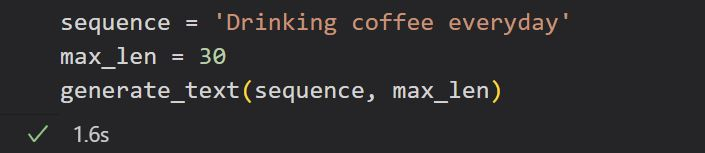 sequence = 'Drinking coffee everyday'
max_len = 30
generate_text(sequence, max_len)
1.6s